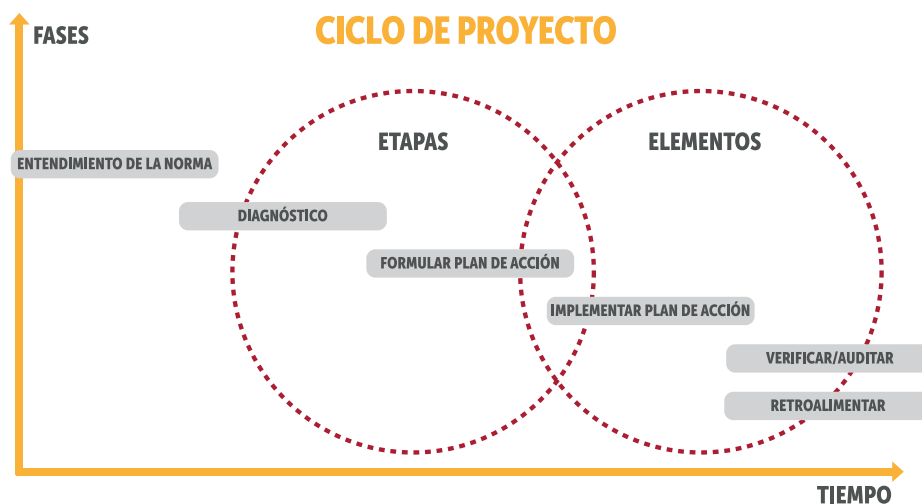 CICLO DE PROYECTO
FASES
ETAPAS
ELEMENTOS
ENTENDIMIENTO DE LA NORMA
DIAGNÓSTICO
FORMULAR PLAN DE ACCIÓN
IMPLEMENTAR PLAN DE ACCIÓN
VERIFICAR/AUDITAR
RETROALIMENTAR
TIEMPO